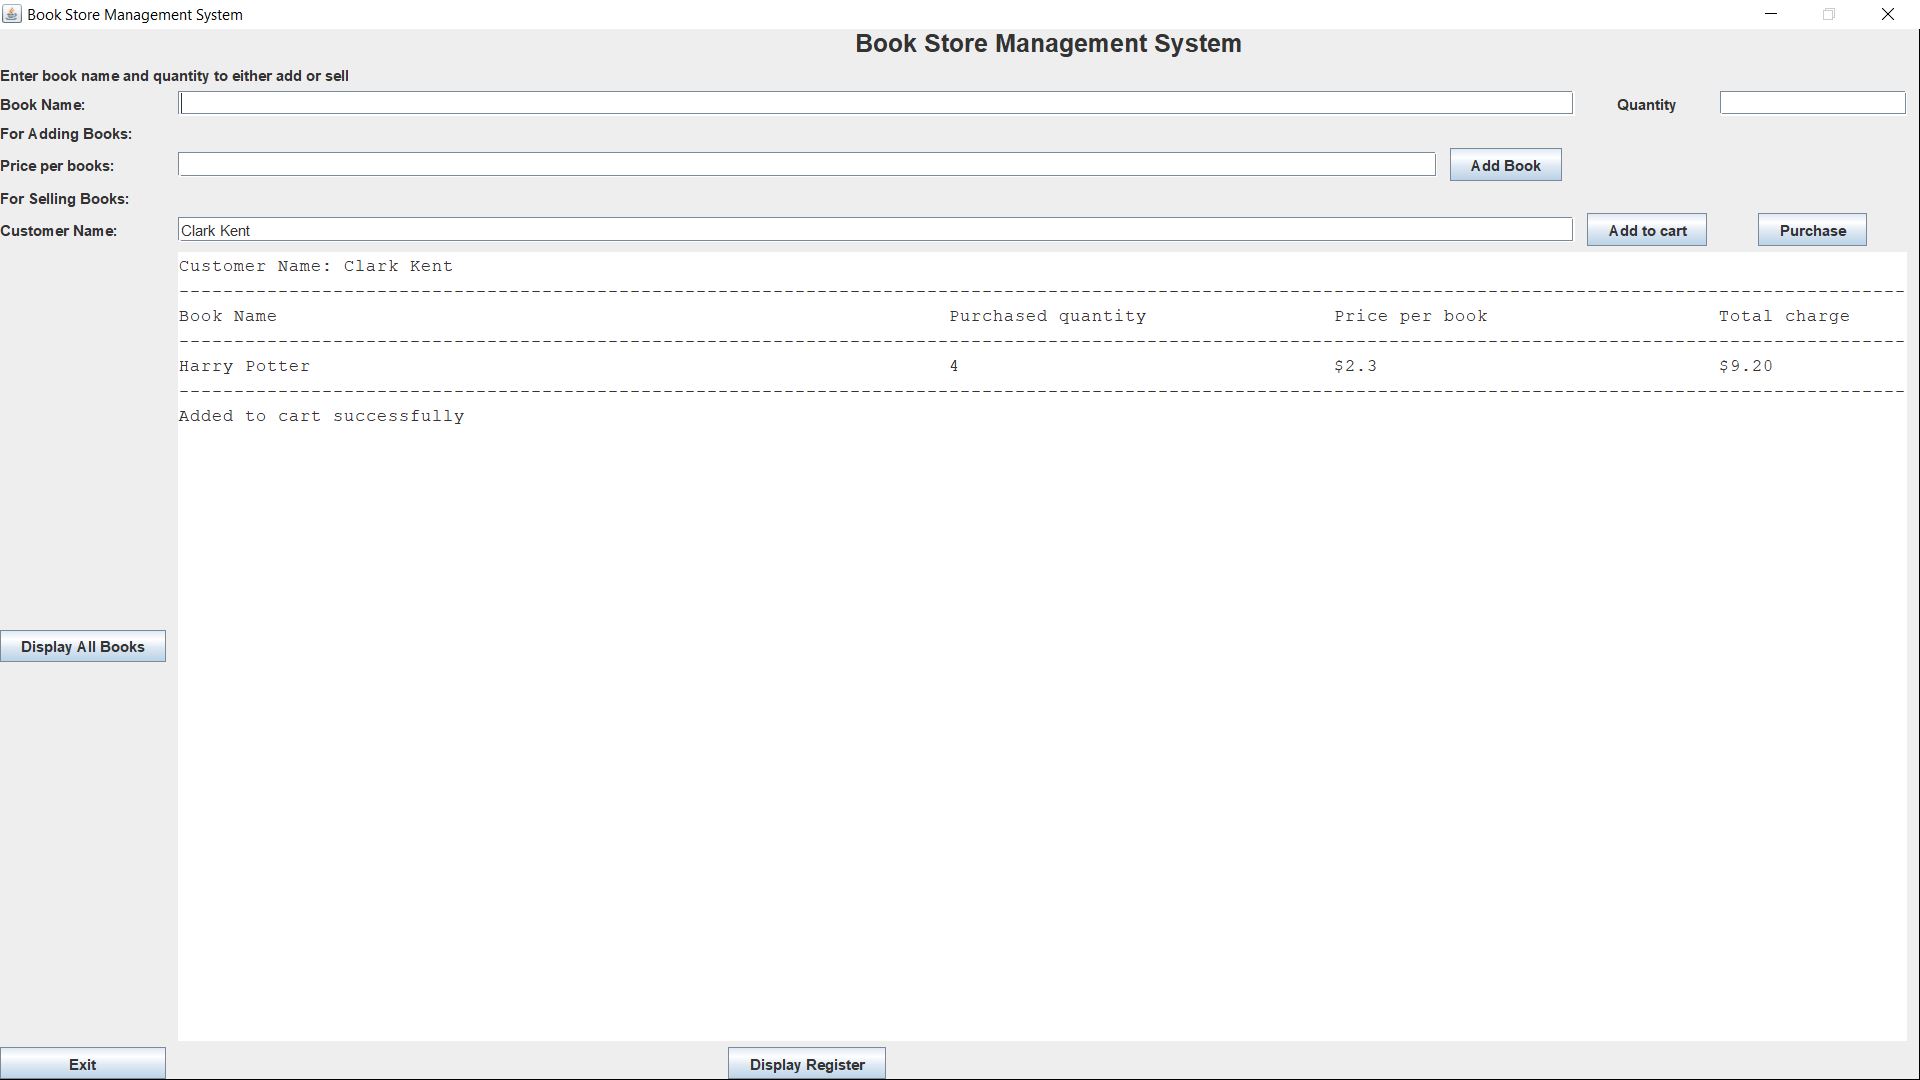 Book Store Management System
Book Store Management System
Enter book name and quantity to either add or sell
Book Name: Quantity
For Adding Books:
Price per books: Add Book
For Selling Books:
Customer Name: Clark Kent Add to cart Purchase
Customer Name: Clark Kent
Book Name Purchased quantity Price per book Total charge
Harry Potter 4 $2.3 $9.20
Added to cart successfully
Display All Books
Exit Display Register